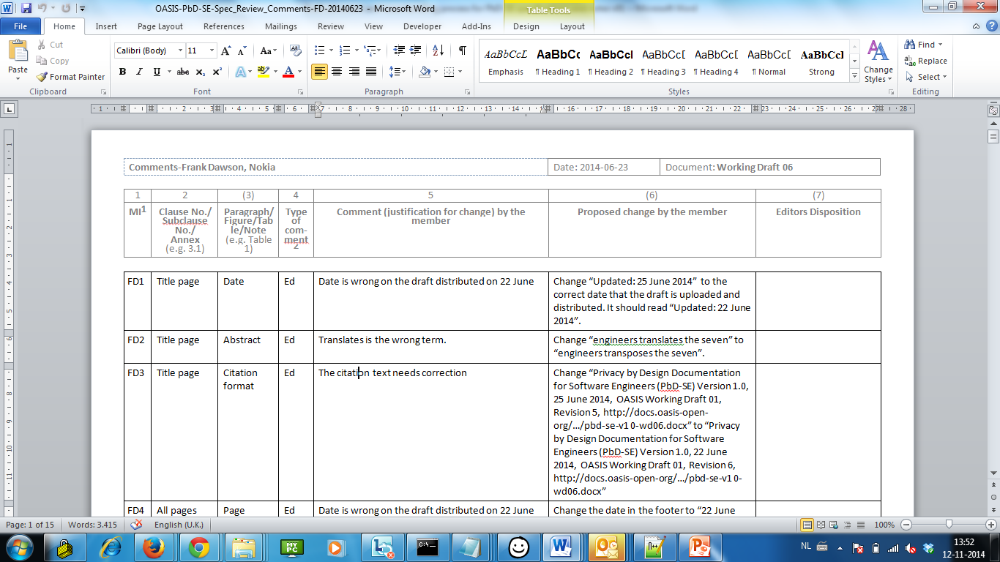 OASIS-PbD-SE-Spec_Review_Comments-FD-20140623 - Microsoft Word
Table Tools
File Home Insert Page Layout References Mailings Review View Developer Add-Ins Design Layout
Paste
Cut
Copy
Format Painter
Clipboard
Calibri (Body) 11
Font
Paragraph
AaBbCcL AaBbCc AaBbCcI AaBbCcD AaBbCcD AaBbCcD AaBbCcI
Emphasis ¶ Heading 1 ¶ Heading 2 ¶ Heading 3 ¶ Heading 4 ¶ Normal Strong
Styles
Change
Styles
Find
Replace
Select
Editing
Comments-Frank Dawson, Nokia
Date: 2014-06-23
Document: Working Draft 06
1 2 (3) 4 5 (6) (7)
MI1
Clause No./
Subclause
No./
Annex
(e.g. 3.1)
Paragraph/
Figure/Tab
le/Note
(e.g. Table
1)
Type
of
com-
ment
2
Comment (justification for change) by the
member
Proposed change by the member
Editors Disposition
FD1
Title page
Date
Ed
Date is wrong on the draft distributed on 22 June
Change “Updated: 25 June 2014” to the
correct date that the draft is uploaded and
distributed. It should read “Updated: 22 June
2014”.
FD2
Title page
Abstract
Ed
Translates is the wrong term.
Change “engineers translates the seven” to
“engineers transposes the seven”.
FD3
Title page
Citation
format
Ed
The citation text needs correction
Change “Privacy by Design Documentation
for Software Engineers (PbD-SE) Version 1.0,
25 June 2014, OASIS Working Draft 01,
Revision 5, http://docs.oasis-open-
org/.../pbd-se-v1 0-wd06.docx” to “Privacy
by Design Documentation for Software
Engineers (PbD-SE) Version 1.0, 22 June
2014, OASIS Working Draft 01, Revision 6,
http://docs.oasis-open-org/.../pbd-se-v1 0-
wd06.docx”
FD4
All pages
Page
Ed
Date is wrong on the draft distributed on 22 June
Change the date in the footer to “22 June
Page: 1 of 15 Words: 3.415 English (U.K.) 100%
MY
PC
NL
13:52
12-11-2014